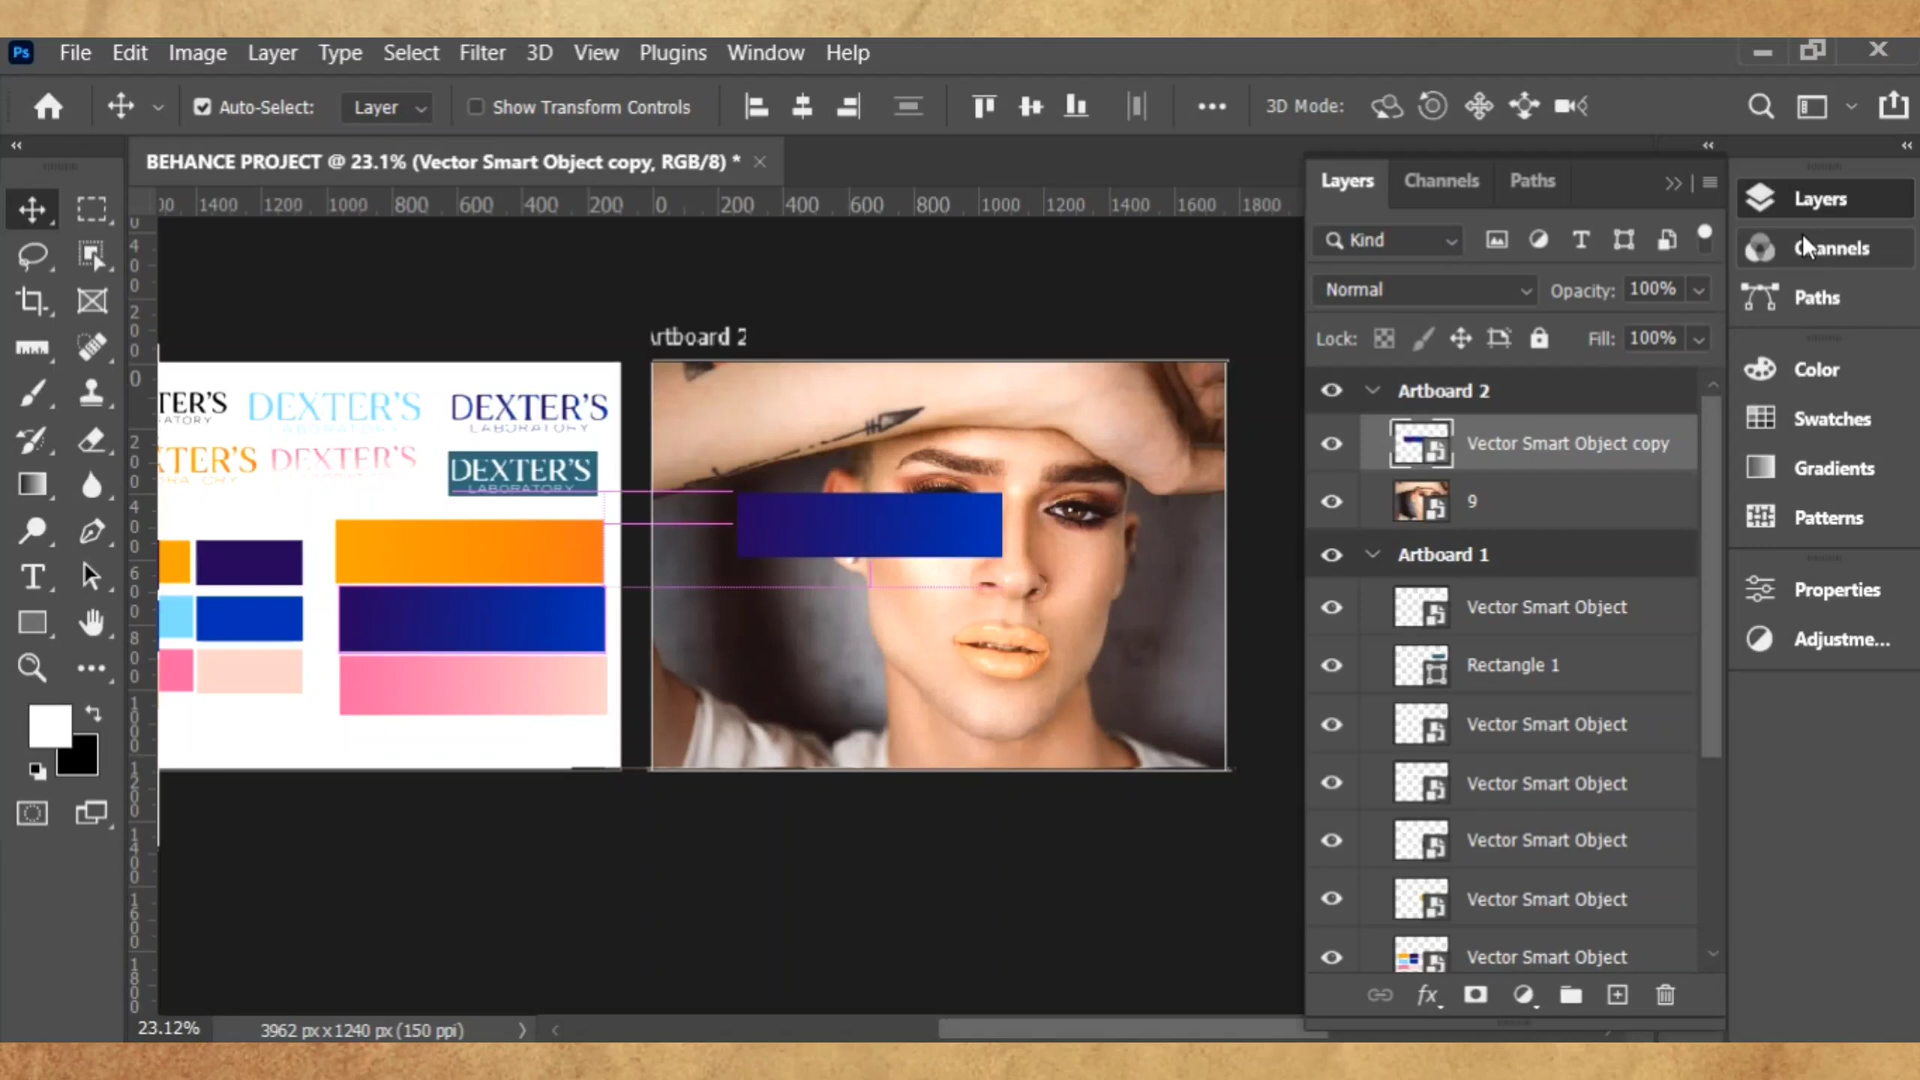 Ps File Edit Image Layer Type Select Filter 3D View Plugins Window Help
Auto-Select: Layer Show Transform Controls 3D Mode:
BEHANCE PROJECT @ 23.1% (Vector Smart Object copy, RGB/8) *
1400 1200 1000 800 600 400 200 0 200 400 600 800 1000 1200 1400 1600 1800
Artboard 2
TER'S DEXTER'S DEXTER'S
LABORATORY LABORATORY
XTER'S DEXTER'S DEXTER'S
LABORATORY
Layers Channels Paths
Kind
Normal Opacity: 100%
Lock: Fill: 100%
Artboard 2
Vector Smart Object copy
9
Artboard 1
Vector Smart Object
Rectangle 1
Vector Smart Object
Vector Smart Object
Vector Smart Object
Vector Smart Object
Vector Smart Object
fx
Layers
Channels
Paths
Color
Swatches
Gradients
Patterns
Properties
Adjustme...
23.12% 3962 px x 1240 px (150 ppi)